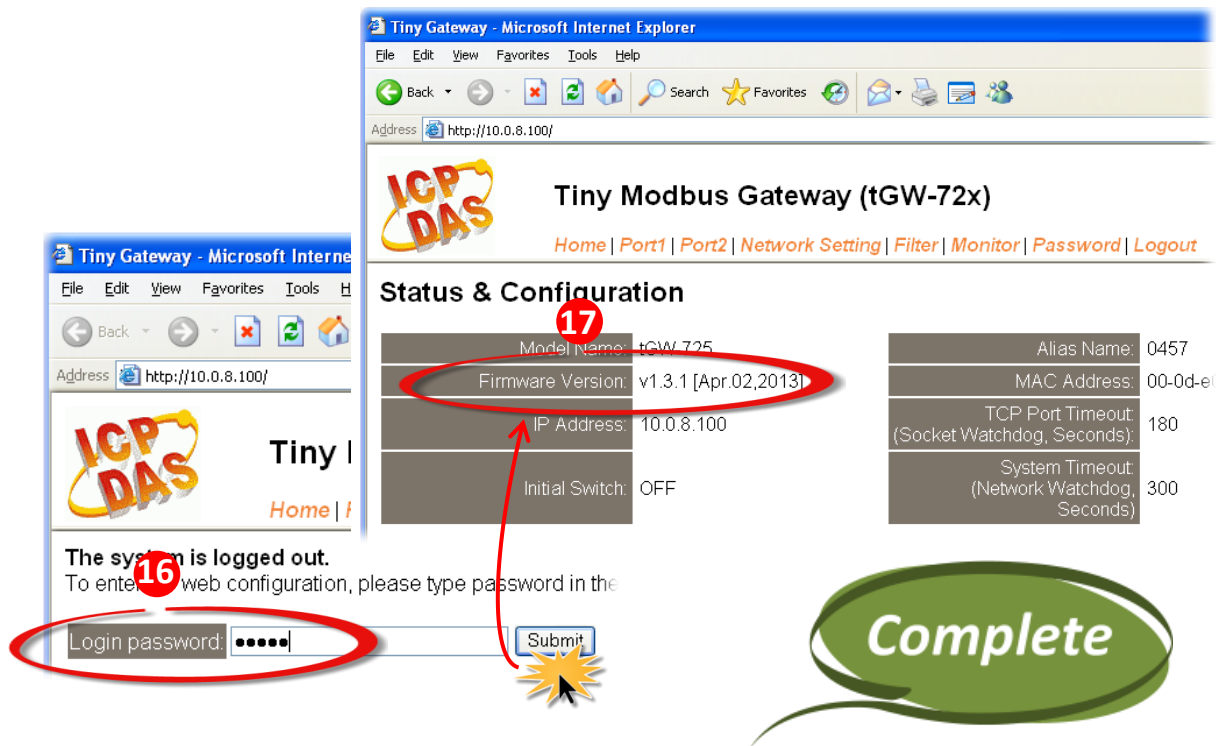 Tiny Gateway - Microsoft Internet Explorer
File Edit View Favorites Tools Help
Back Search Favorites
Address http://10.0.8.100/
ICP DAS
Tiny Modbus Gateway (tGW-72x)
Home | Port1 | Port2 | Network Setting | Filter | Monitor | Password | Logout
Status & Configuration
17
Model Name: tGW-725 Alias Name: 0457
Firmware Version: v1.3.1 [Apr.02,2013] MAC Address: 00-0d-e
IP Address: 10.0.8.100 TCP Port Timeout:
(Socket Watchdog, Seconds): 180
Initial Switch: OFF System Timeout:
(Network Watchdog, 300
Seconds)
Tiny Gateway - Microsoft Interne
File Edit View Favorites Tools H
Back
Address http://10.0.8.100/
ICP DAS
Tiny
Home |
The system is logged out.
16
To enter web configuration, please type password in the
Login password: ●●●●● Submit
Complete